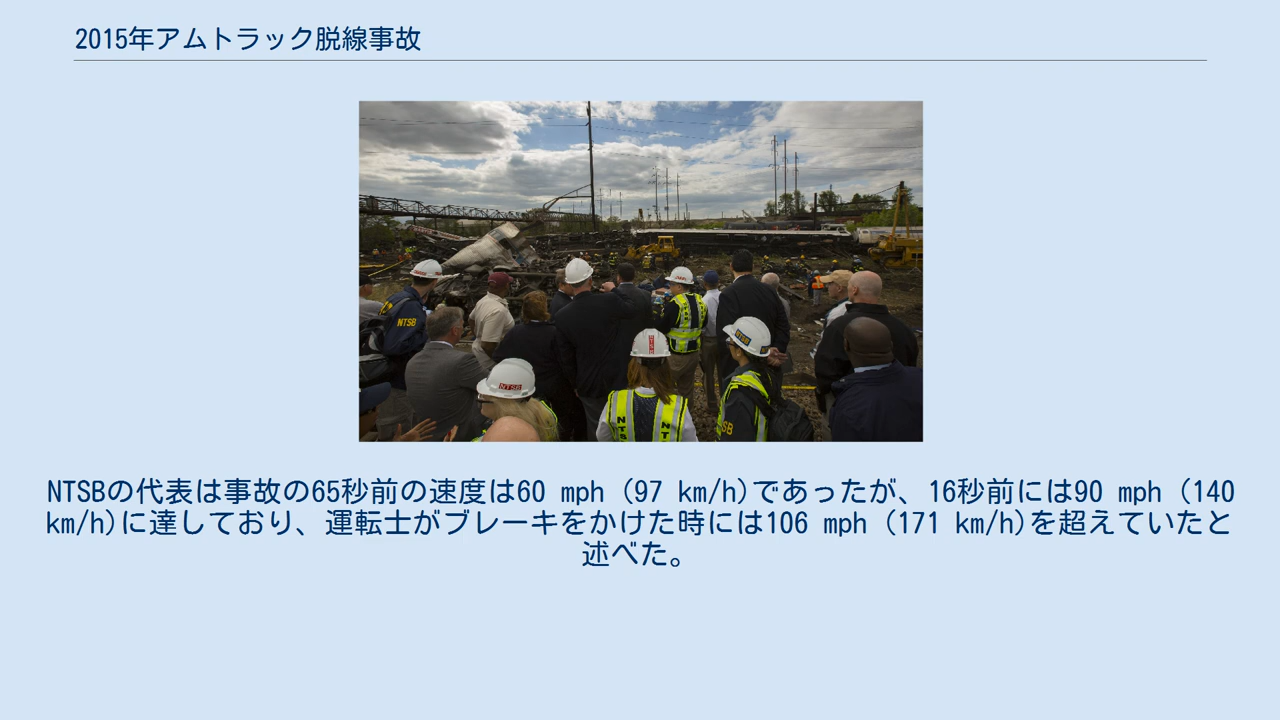 2015年アムトラック脱線事故
NTSB
NTSB
NTSB
NTSBの代表は事故の65秒前の速度は60 mph (97 km/h)であったが、16秒前には90 mph (140
km/h)に達しており、運転士がブレーキをかけた時には106 mph (171 km/h)を超えていたと
述べた。